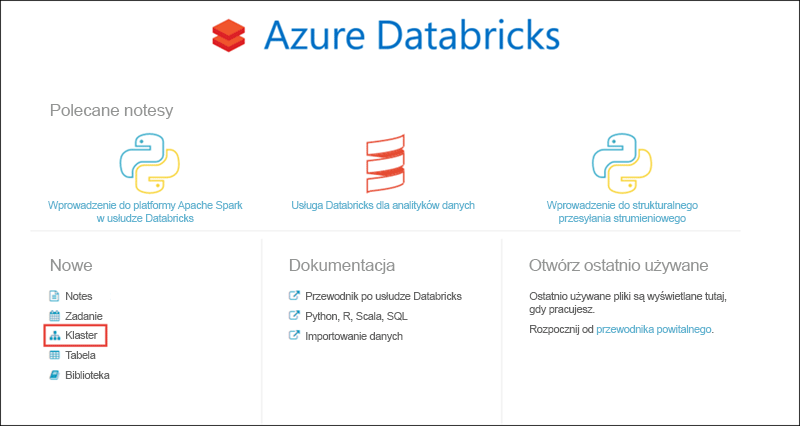 Azure Databricks
Polecane notesy
Wprowadzenie do platformy Apache Spark
w usłudze Databricks
Usługa Databricks dla analityków danych
Wprowadzenie do strukturalnego
przesyłania strumieniowego
Nowe
Notes
Zadanie
Klaster
Tabela
Biblioteka
Dokumentacja
Przewodnik po usłudze Databricks
Python, R, Scala, SQL
Importowanie danych
Otwórz ostatnio używane
Ostatnio używane pliki są wyświetlane tutaj,
gdy pracujesz.
Rozpocznij od przewodnika powitalnego.